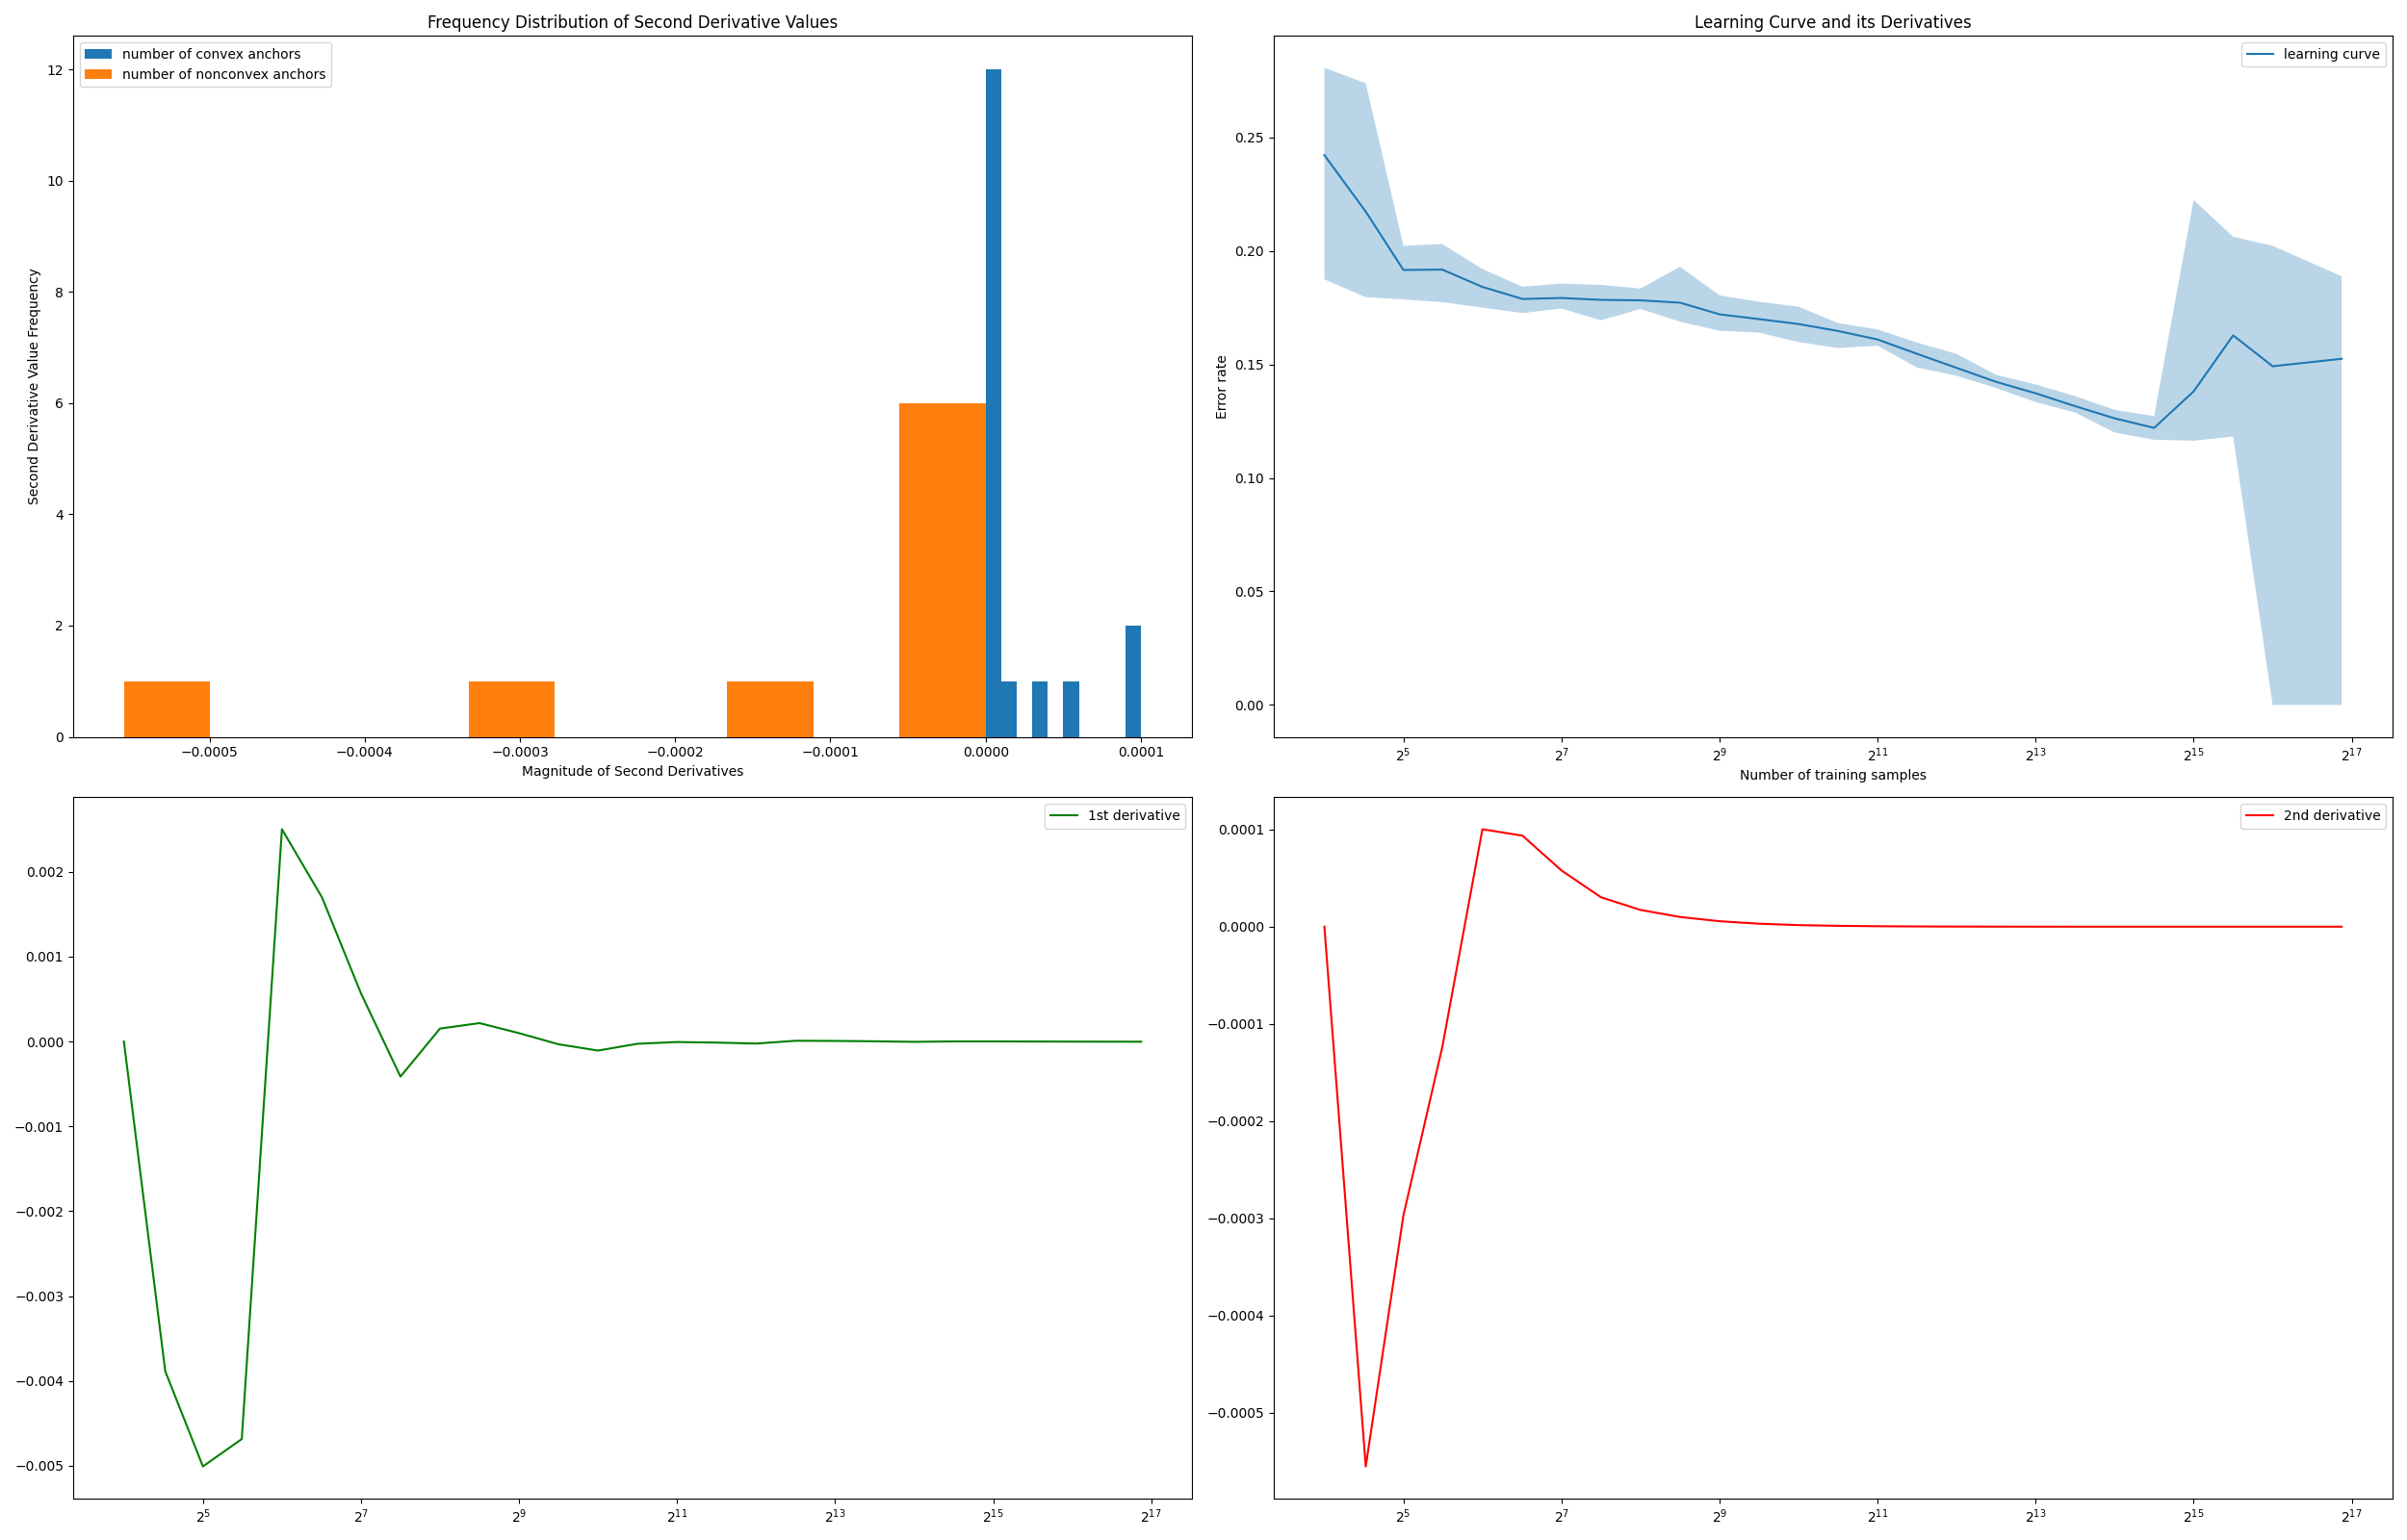 Frequency Distribution of Second Derivative Values
number of convex anchors
number of nonconvex anchors
Second Derivative Value Frequency
12
10
8
6
4
2
0
−0.0005 −0.0004 −0.0003 −0.0002 −0.0001 0.0000 0.0001
Magnitude of Second Derivatives
Learning Curve and its Derivatives
learning curve
Error rate
0.25
0.20
0.15
0.10
0.05
0.00
2^5 2^7 2^9 2^11 2^13 2^15 2^17
Number of training samples
1st derivative
0.002
0.001
0.000
−0.001
−0.002
−0.003
−0.004
−0.005
2^5 2^7 2^9 2^11 2^13 2^15 2^17
2nd derivative
0.0001
0.0000
−0.0001
−0.0002
−0.0003
−0.0004
−0.0005
2^5 2^7 2^9 2^11 2^13 2^15 2^17